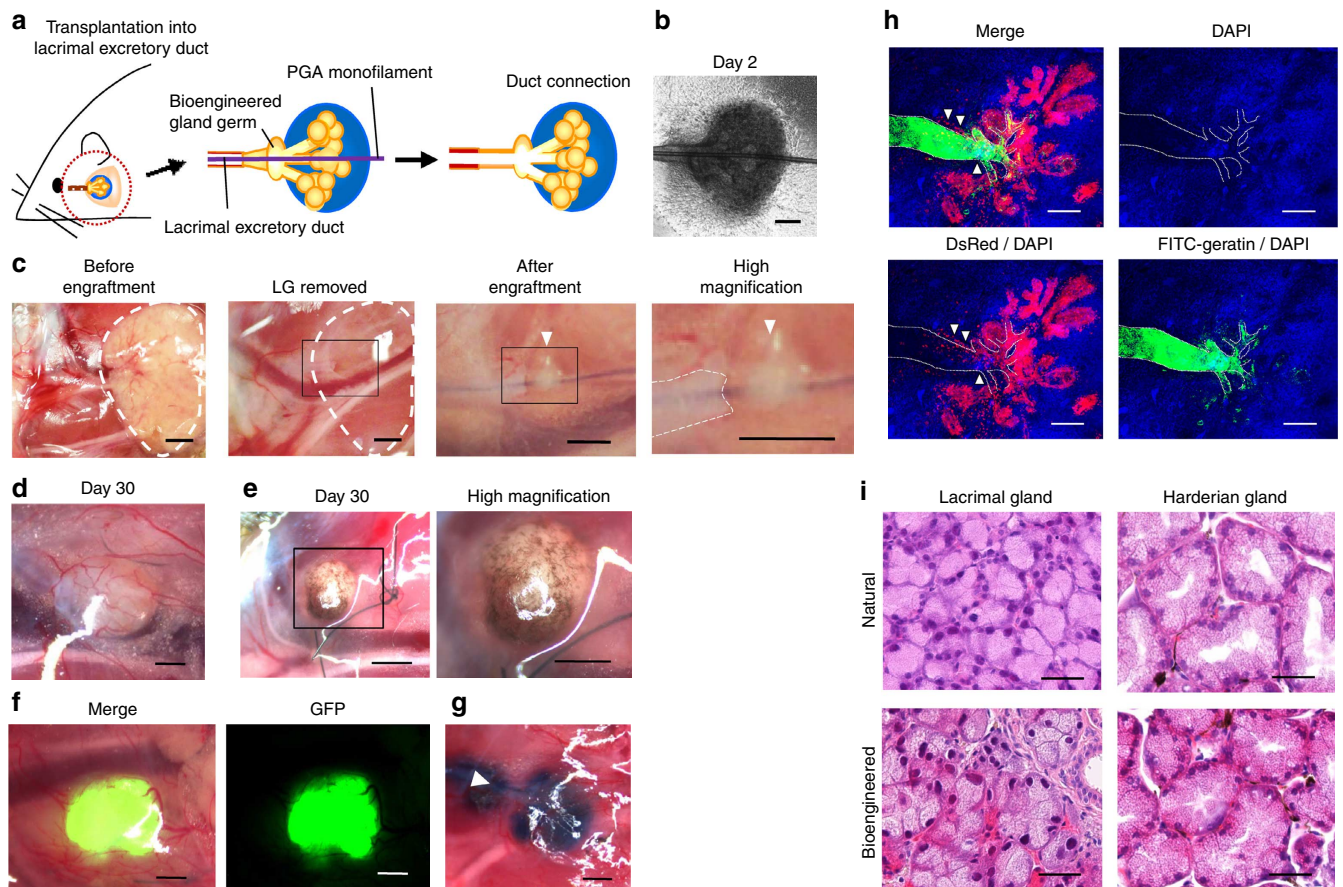 a
Transplantation into
lacrimal excretory duct
Bioengineered
gland germ
PGA monofilament
Lacrimal excretory duct
Duct connection
b
Day 2
c
Before
engraftment
LG removed
After
engraftment
High
magnification
d
Day 30
e
Day 30
High magnification
f
Merge
GFP
g
h
Merge
DAPI
DsRed / DAPI
FITC-geratin / DAPI
i
Lacrimal gland
Harderian gland
Natural
Bioengineered